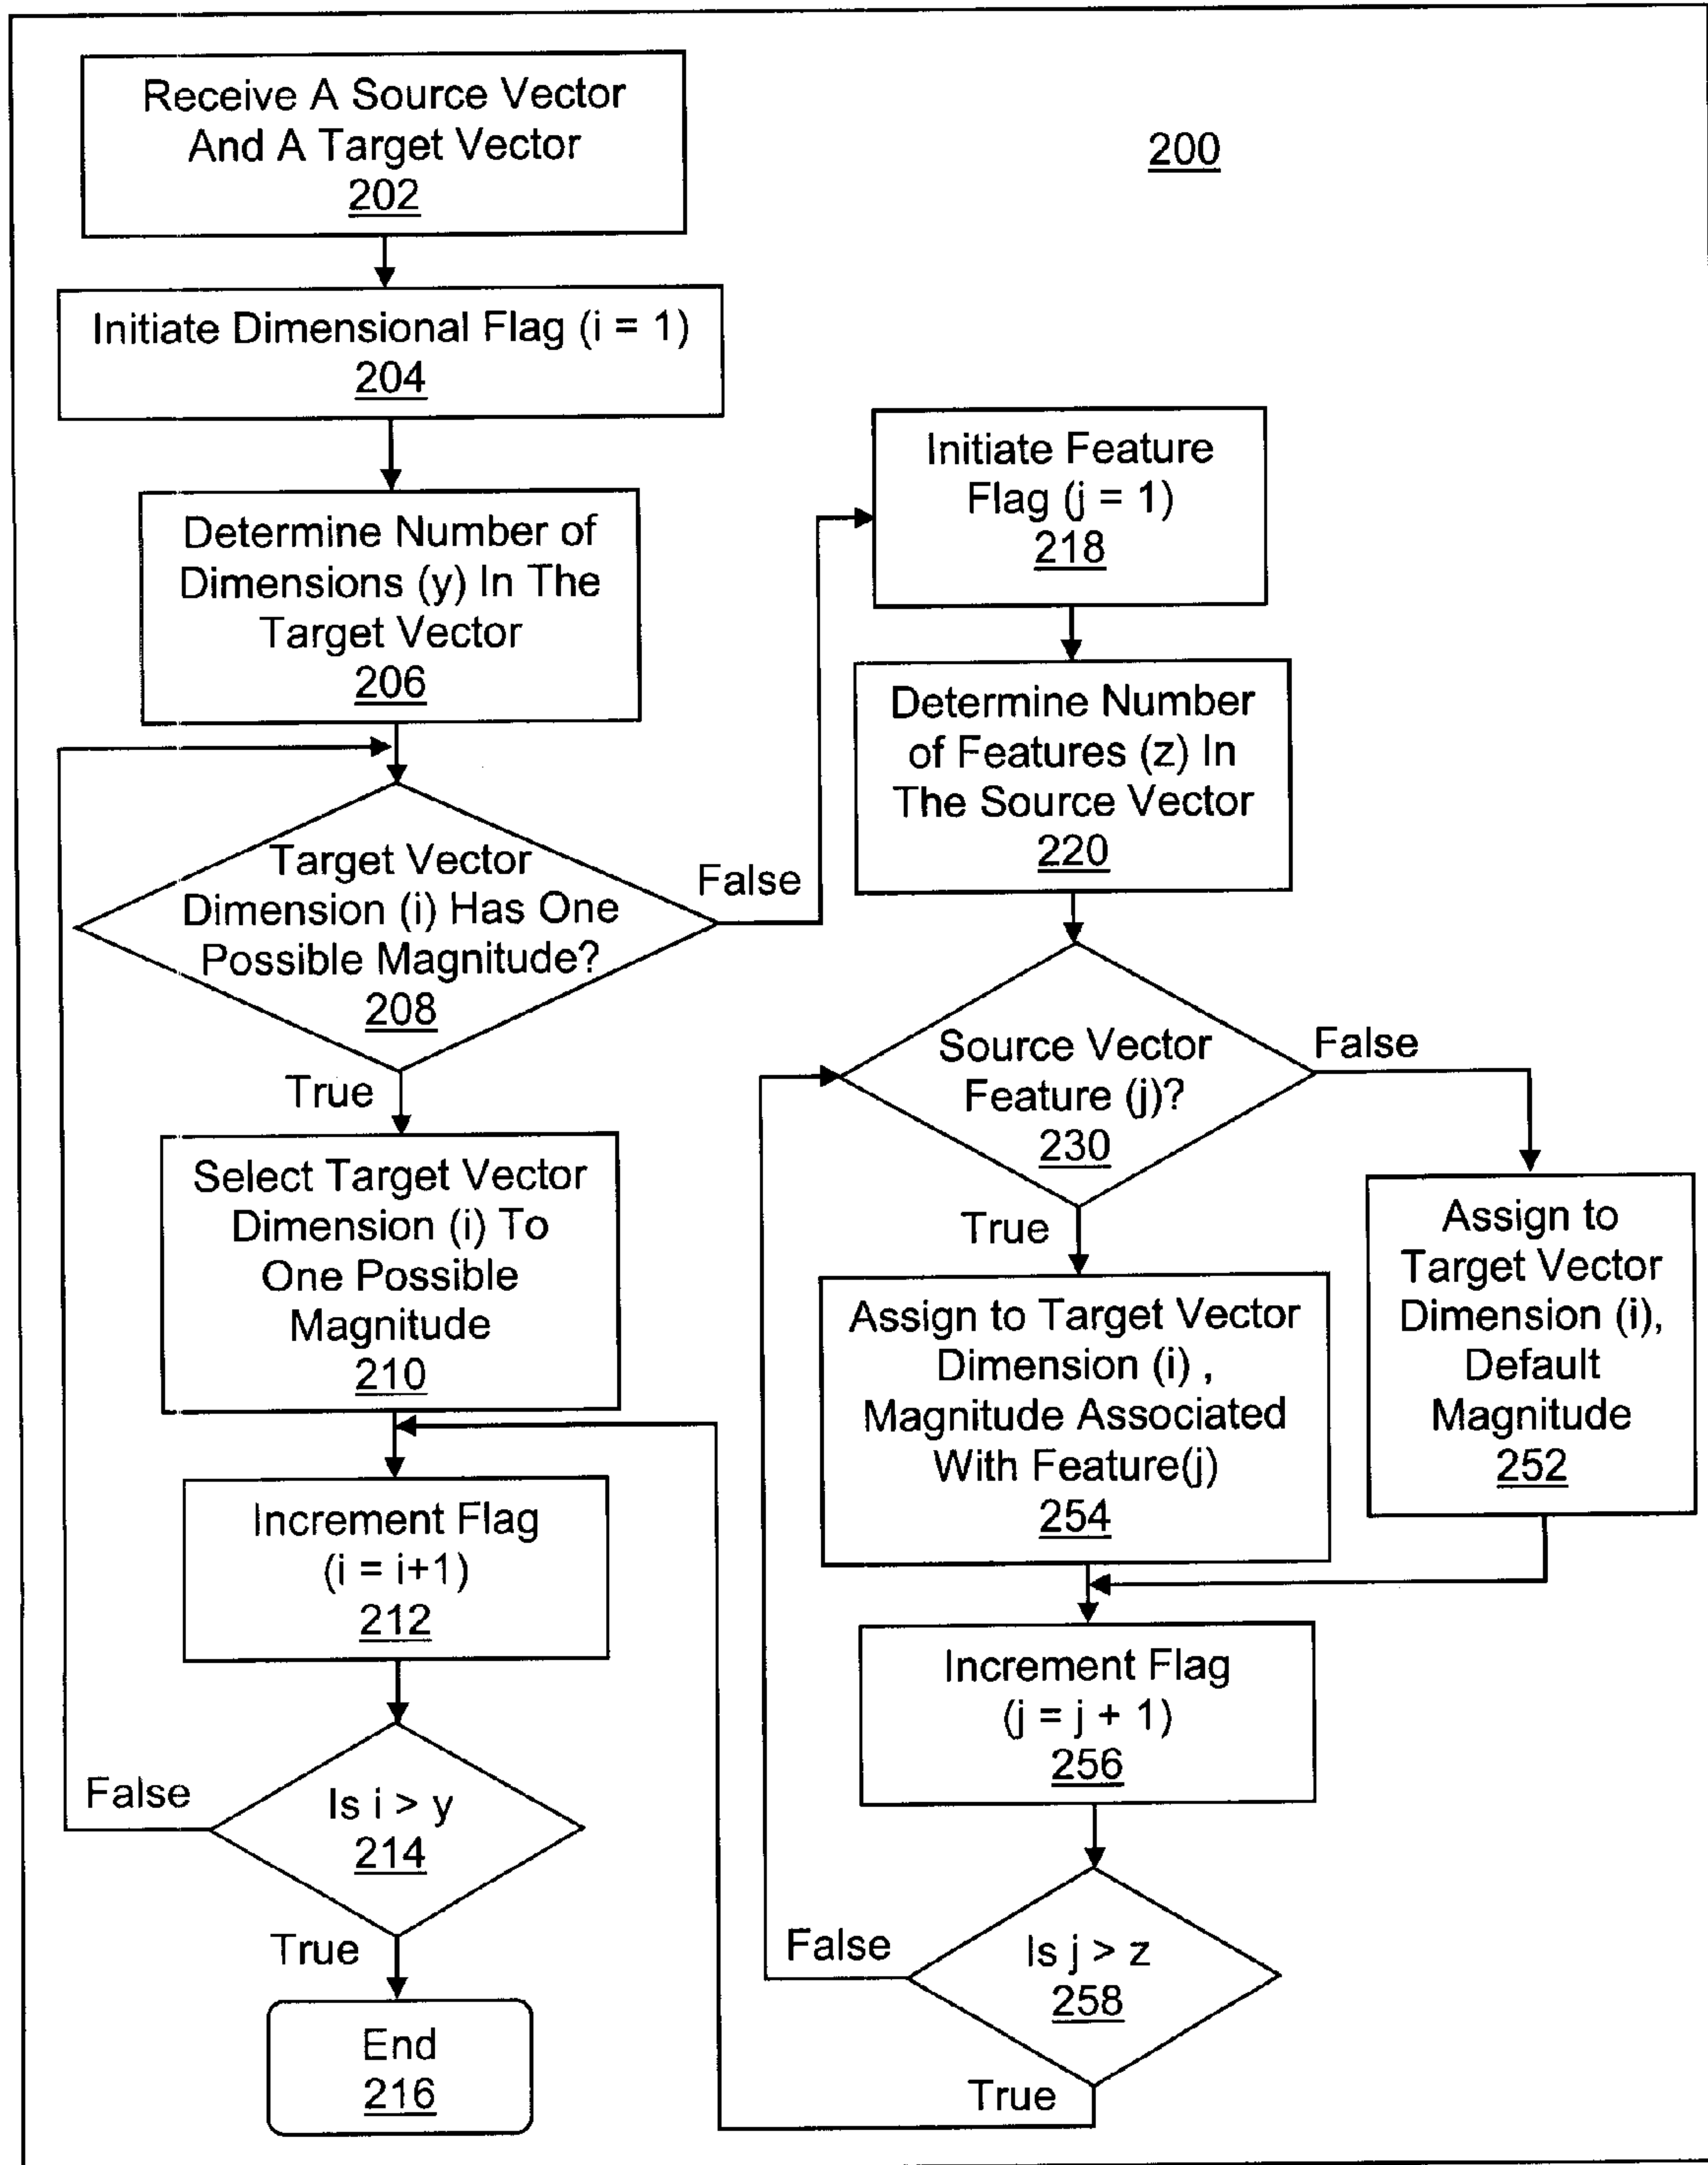 Receive A Source Vector
And A Target Vector
202
200
Initiate Dimensional Flag (i = 1)
204
Determine Number of
Dimensions (y) In The
Target Vector
206
Target Vector
Dimension (i) Has One
Possible Magnitude?
208
False
True
Select Target Vector
Dimension (i) To
One Possible
Magnitude
210
Increment Flag
(i = i+1)
212
Is i > y
214
False
True
End
216
Initiate Feature
Flag (j = 1)
218
Determine Number
of Features (z) In
The Source Vector
220
Source Vector
Feature (j)?
230
False
True
Assign to
Target Vector
Dimension (i),
Default
Magnitude
252
Assign to Target Vector
Dimension (i) ,
Magnitude Associated
With Feature(j)
254
Increment Flag
(j = j + 1)
256
Is j > z
258
False
True